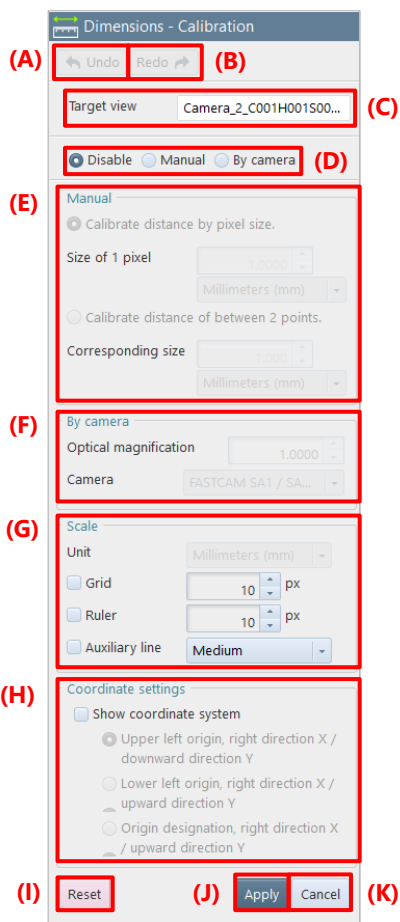 Dimensions - Calibration
(A) Undo Redo (B)
Target view Camera_2_C001H001S00... (C)
Disable Manual By camera (D)
(E) Manual
Calibrate distance by pixel size.
Size of 1 pixel 1.0000
Millimeters (mm)
Calibrate distance of between 2 points.
Corresponding size 1.000
Millimeters (mm)
(F) By camera
Optical magnification 1.0000
Camera FASTCAM SA1 / SA...
(G) Scale
Unit Millimeters (mm)
Grid 10 px
Ruler 10 px
Auxiliary line Medium
(H) Coordinate settings
Show coordinate system
Upper left origin, right direction X /
downward direction Y
Lower left origin, right direction X /
upward direction Y
Origin designation, right direction X
/ upward direction Y
(I) Reset (J) Apply Cancel (K)